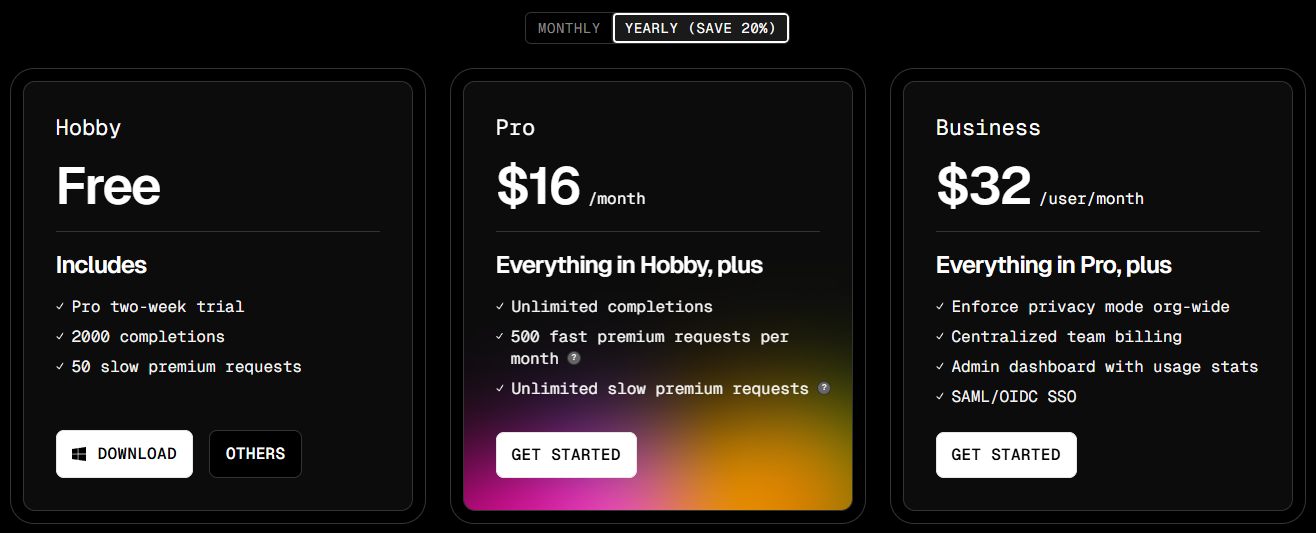 MONTHLY
YEARLY (SAVE 20%)
Hobby
Free
Includes
✓ Pro two-week trial
✓ 2000 completions
✓ 50 slow premium requests
DOWNLOAD
OTHERS
Pro
$16 /month
Everything in Hobby, plus
✓ Unlimited completions
✓ 500 fast premium requests per
month ?
✓ Unlimited slow premium requests ?
GET STARTED
Business
$32 /user/month
Everything in Pro, plus
✓ Enforce privacy mode org-wide
✓ Centralized team billing
✓ Admin dashboard with usage stats
✓ SAML/OIDC SSO
GET STARTED